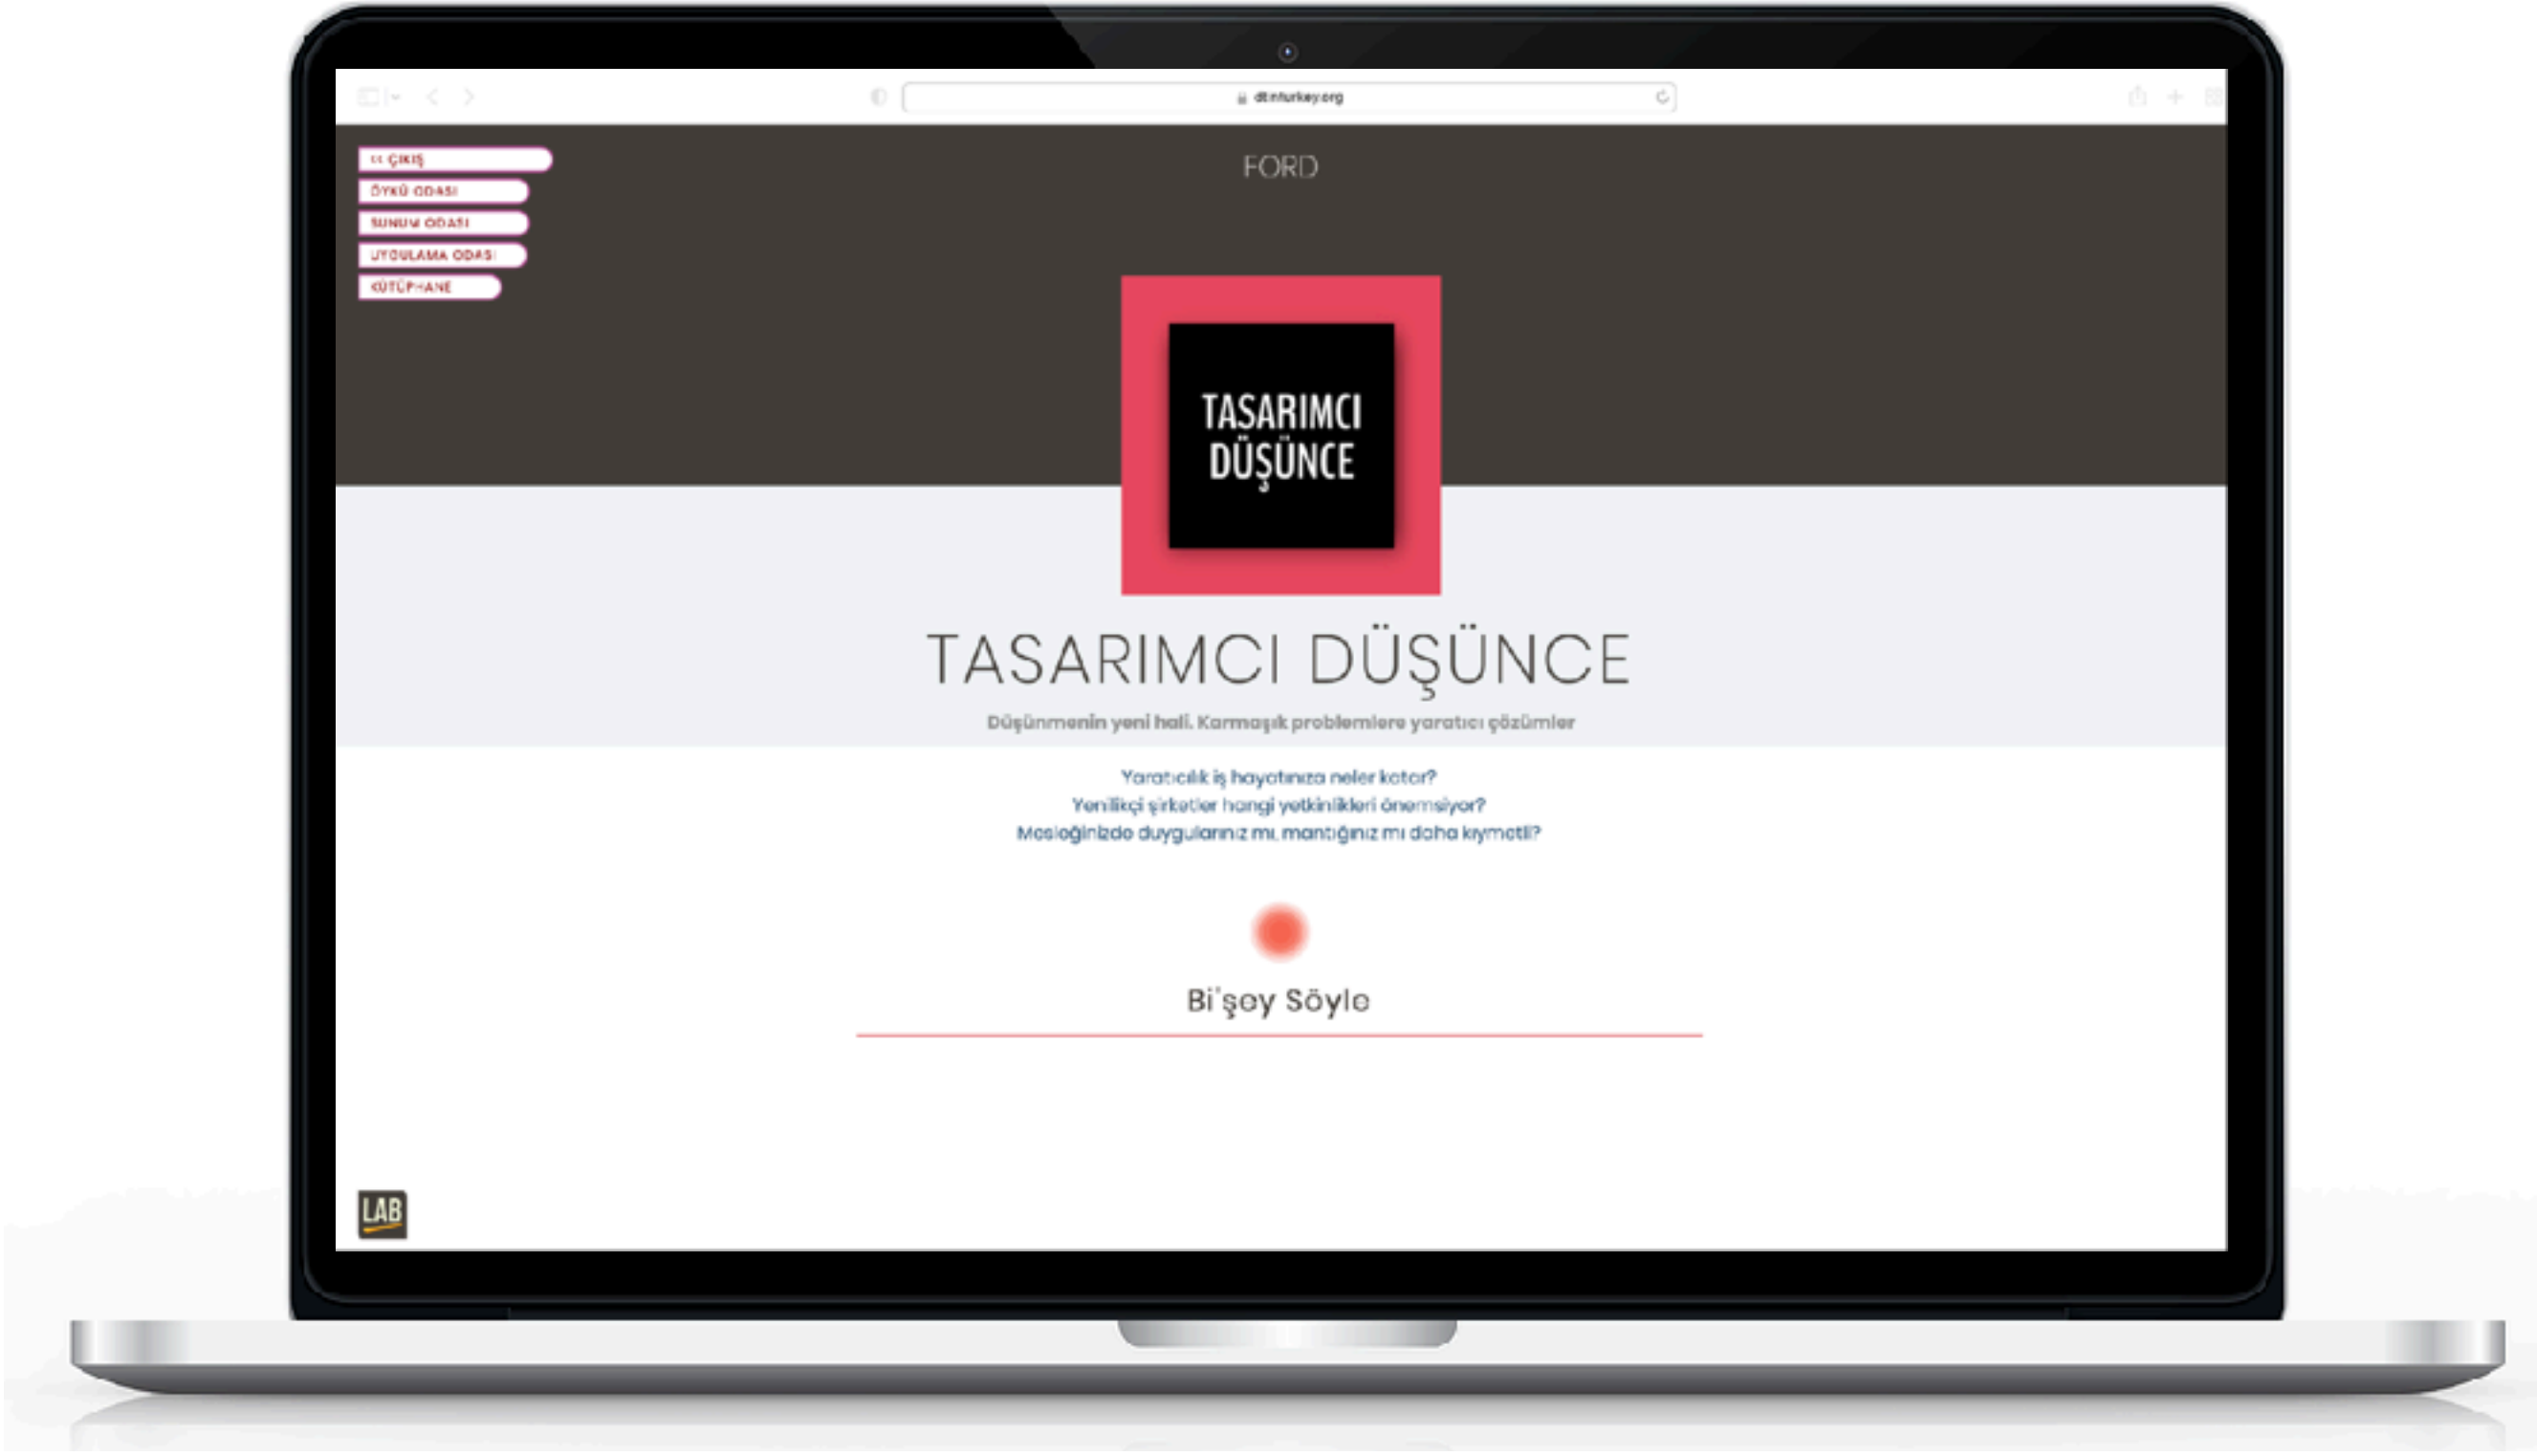 dtinturkey.org
<< ÇIKIŞ
ÖYKÜ ODASI
SUNUM ODASI
UYGULAMA ODASI
KÜTÜPHANE
FORD
TASARIMCI
DÜŞÜNCE
TASARIMCI DÜŞÜNCE
Düşünmenin yeni hali. Karmaşık problemlere yaratıcı çözümler
Yaratıcılık iş hayatınıza neler katar?
Yenilikçi şirketler hangi yetkinlikleri önemsiyor?
Mesleğinizde duygularınız mı, mantığınız mı daha kıymetli?
Bi'şey Söyle
LAB